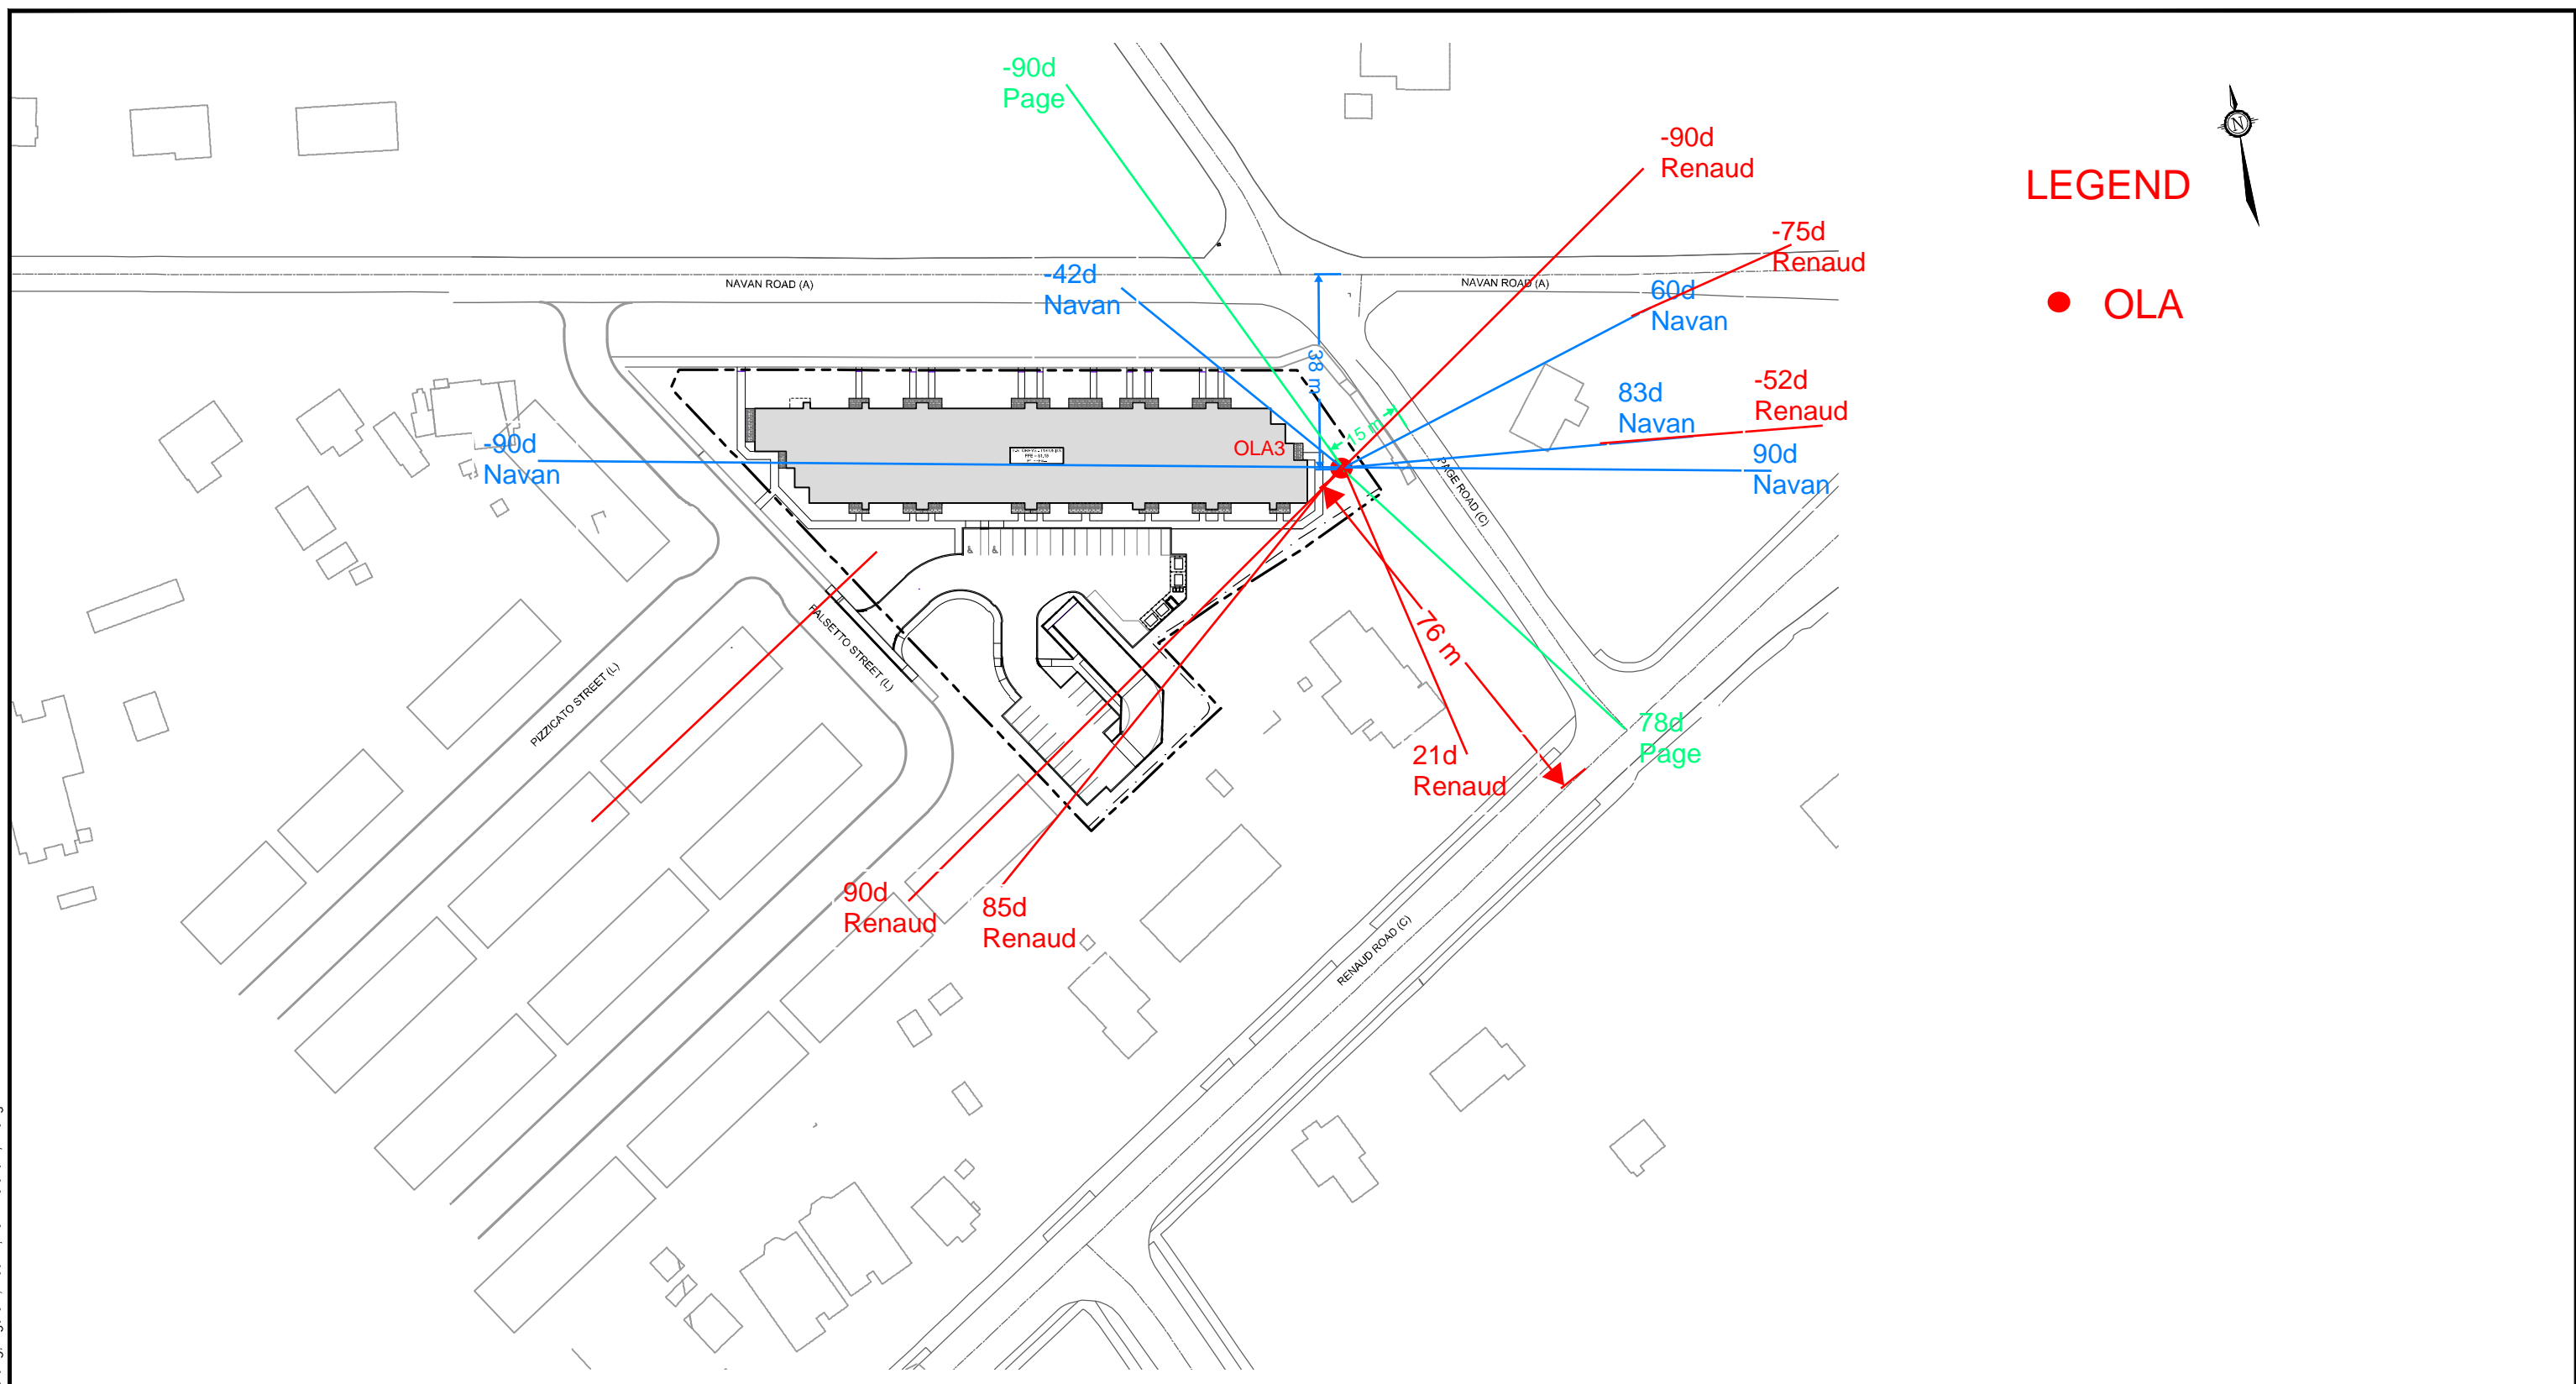 -90d
Page
-90d
Renaud
N
LEGEND
-75d
Renaud
OLA
-42d
Navan
NAVAN ROAD (A)
NAVAN ROAD (A)
60d
Navan
38 m
83d
Navan
-52d
Renaud
-90d
Navan
OLA3
15 m
90d
Navan
PAGE ROAD (C)
FALSETTO STREET (L)
PIZZICATO STREET (L)
76 m
78d
Page
21d
Renaud
90d
Renaud
85d
Renaud
RENAUD ROAD (C)